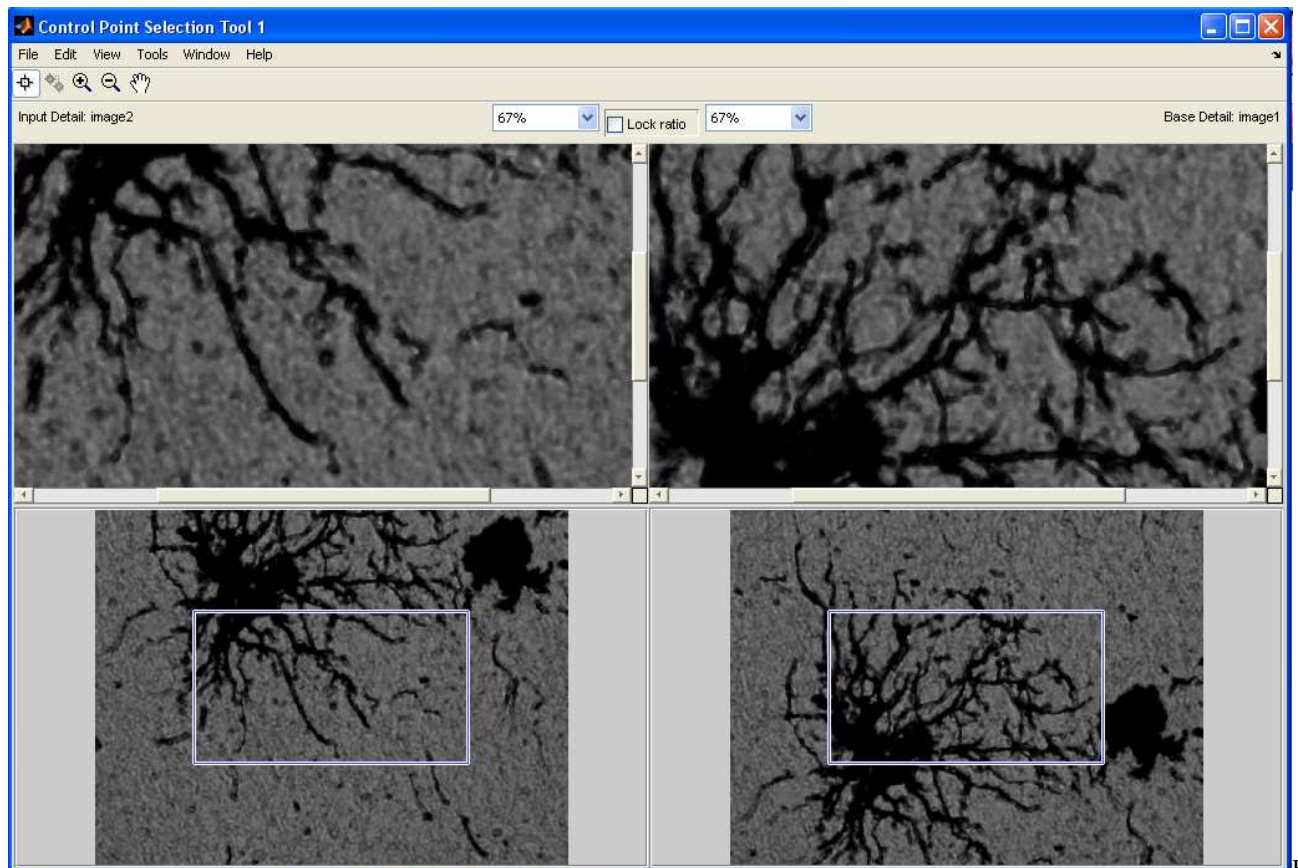 Control Point Selection Tool 1
File Edit View Tools Window Help
Input Detail: image2 67% Lock ratio 67% Base Detail: image1